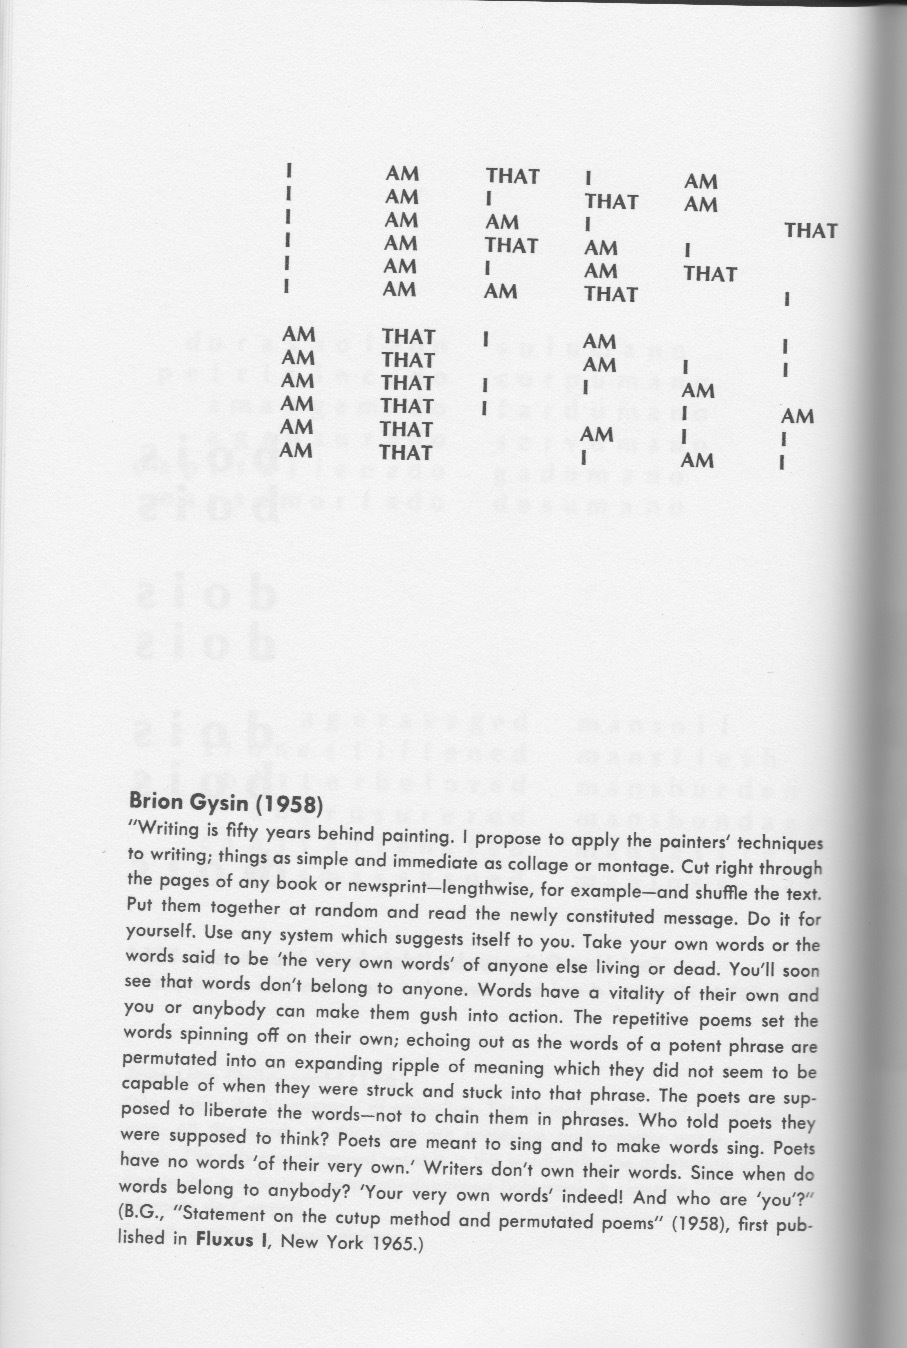 I AM THAT I AM
I AM I THAT AM
I AM AM I THAT
I AM THAT AM I
I AM I AM THAT
I AM AM THAT I
AM THAT I AM I
AM THAT AM I I
AM THAT I I AM
AM THAT I I AM
AM THAT AM I I
AM THAT I AM I
Brion Gysin (1958)
"Writing is fifty years behind painting. I propose to apply the painters' techniques
to writing; things as simple and immediate as collage or montage. Cut right through
the pages of any book or newsprint—lengthwise, for example—and shuffle the text.
Put them together at random and read the newly constituted message. Do it for
yourself. Use any system which suggests itself to you. Take your own words or the
words said to be 'the very own words' of anyone else living or dead. You'll soon
see that words don't belong to anyone. Words have a vitality of their own and
you or anybody can make them gush into action. The repetitive poems set the
words spinning off on their own; echoing out as the words of a potent phrase are
permutated into an expanding ripple of meaning which they did not seem to be
capable of when they were struck and stuck into that phrase. The poets are sup-
posed to liberate the words—not to chain them in phrases. Who told poets they
were supposed to think? Poets are meant to sing and to make words sing. Poets
have no words 'of their very own.' Writers don't own their words. Since when do
words belong to anybody? 'Your very own words' indeed! And who are 'you'?"
(B.G., "Statement on the cutup method and permutated poems" (1958), first pub-
lished in Fluxus I, New York 1965.)